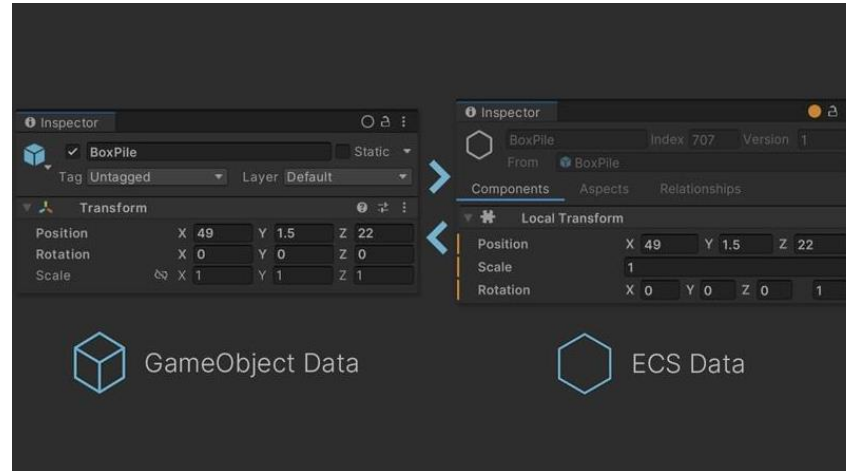 Inspector
BoxPile
Static
Tag Untagged
Layer Default
Transform
Position X 49 Y 1.5 Z 22
Rotation X 0 Y 0 Z 0
Scale X 1 Y 1 Z 1
GameObject Data
Inspector
BoxPile Index 707 Version 1
From BoxPile
Components Aspects Relationships
Local Transform
Position X 49 Y 1.5 Z 22
Scale 1
Rotation X 0 Y 0 Z 0 1
ECS Data